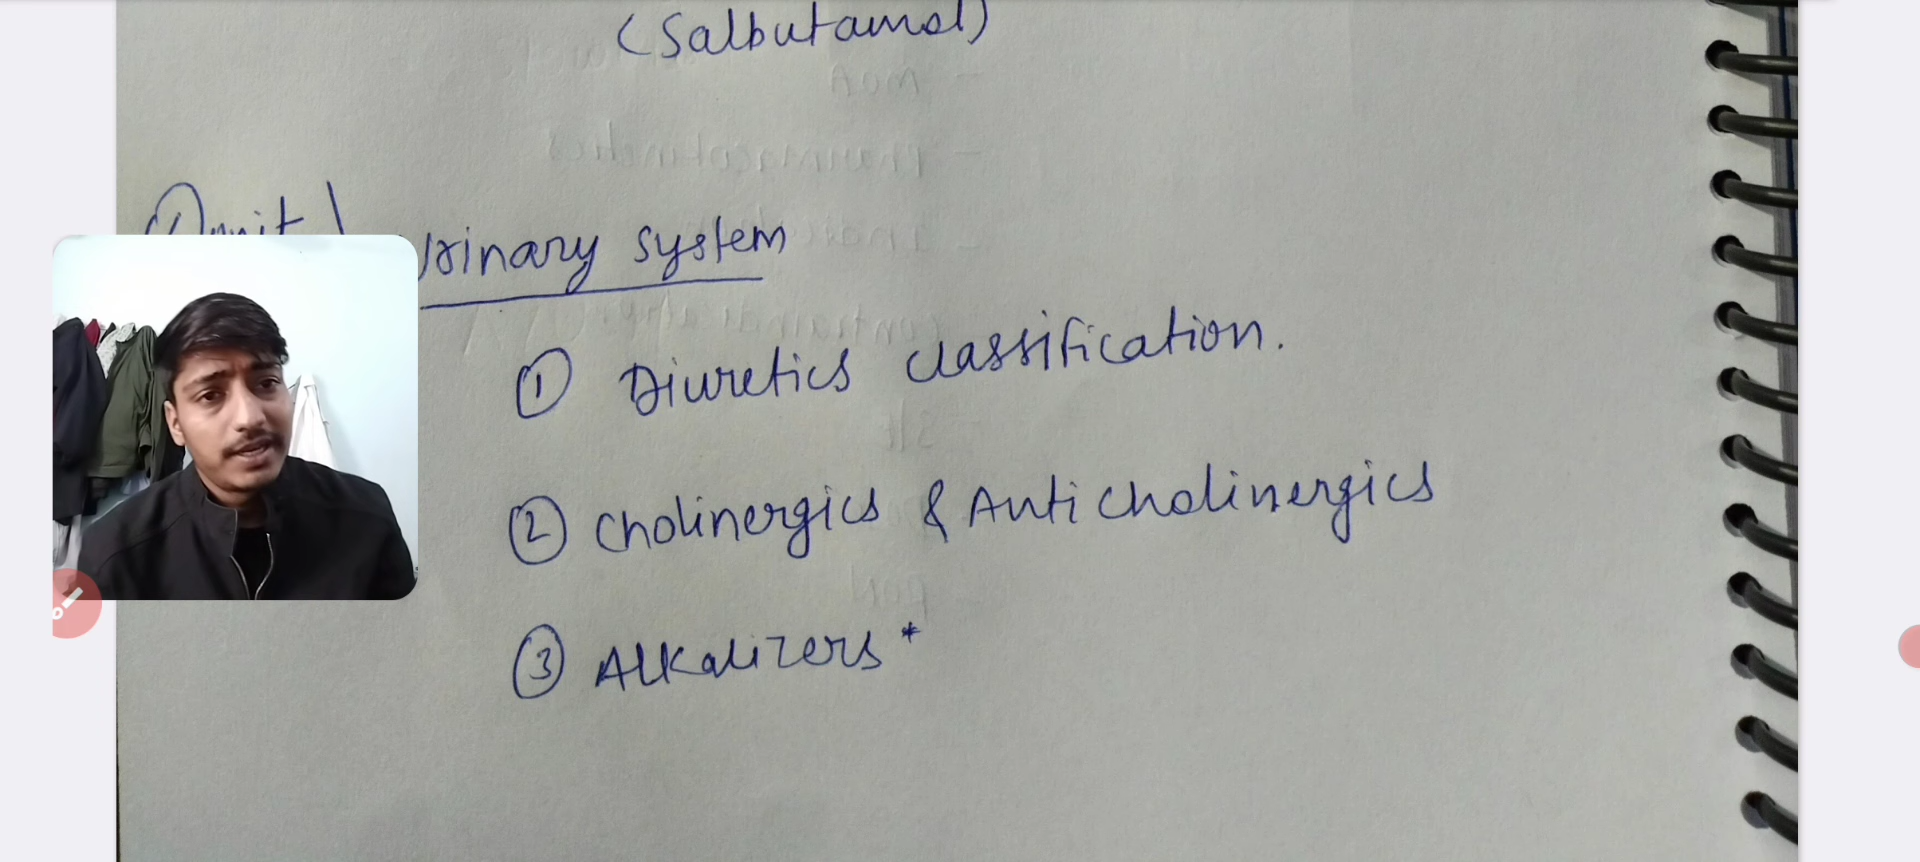 (Salbutamol)
Urinary system
① Diuretics classification.
② Cholinergics & Anticholinergics
③ Alkalizers *